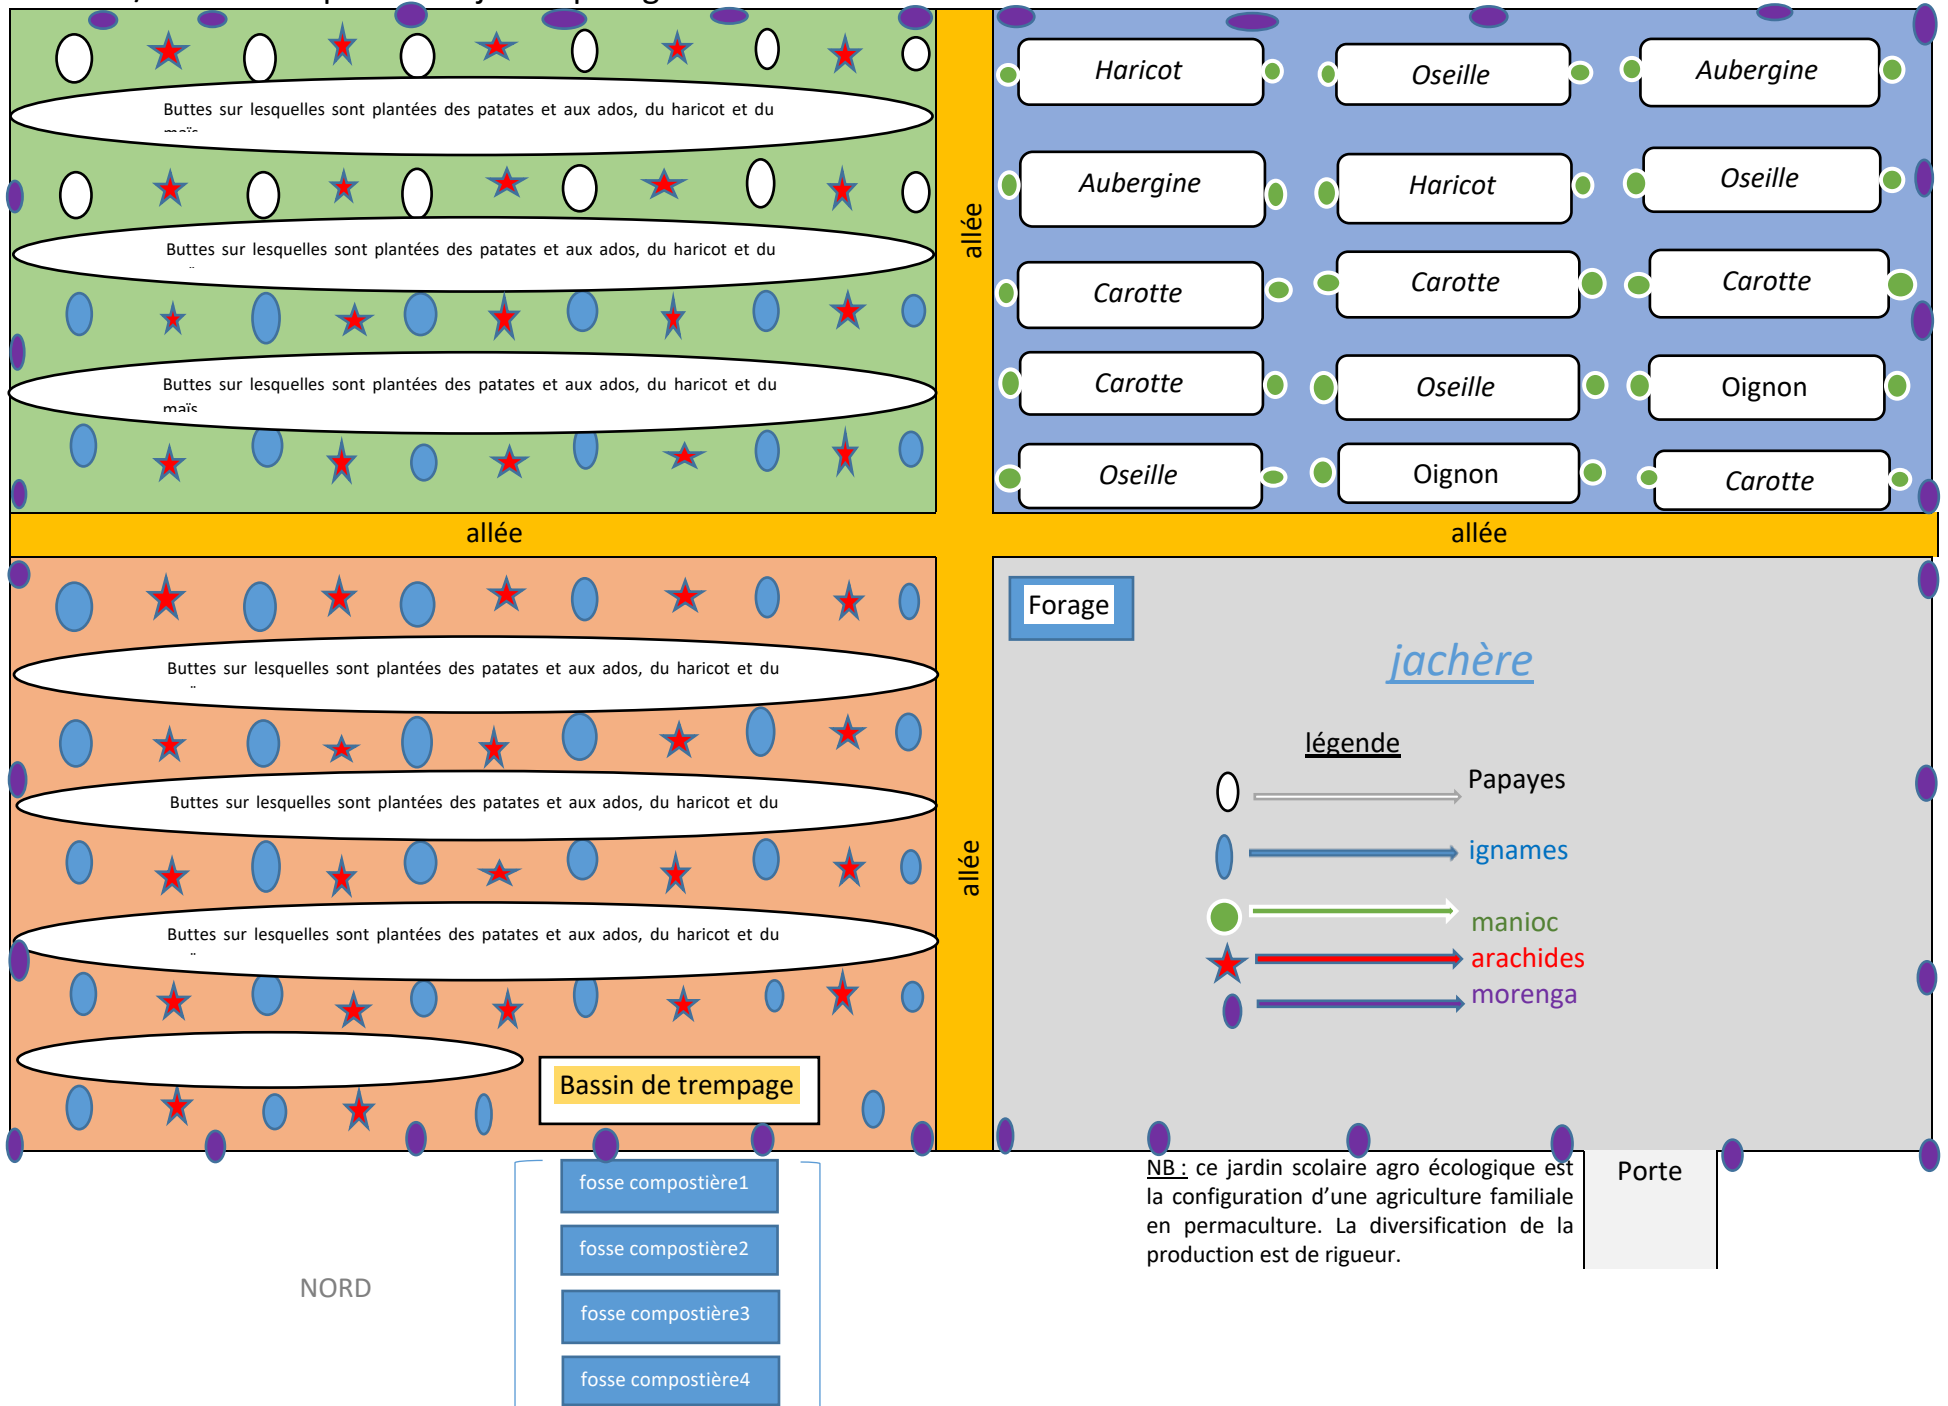 Buttes sur lesquelles sont plantées des patates et aux ados, du haricot et du
maïs
Buttes sur lesquelles sont plantées des patates et aux ados, du haricot et du
Buttes sur lesquelles sont plantées des patates et aux ados, du haricot et du
maïs
allée
Haricot
Oseille
Aubergine
Aubergine
Haricot
Oseille
Carotte
Carotte
Carotte
Carotte
Oseille
Oignon
Oseille
Oignon
Carotte
allée
allée
Buttes sur lesquelles sont plantées des patates et aux ados, du haricot et du
Buttes sur lesquelles sont plantées des patates et aux ados, du haricot et du
Buttes sur lesquelles sont plantées des patates et aux ados, du haricot et du
Bassin de trempage
allée
Forage
jachère
légende
Papayes
ignames
manioc
arachides
morenga
fosse compostière1
fosse compostière2
fosse compostière3
fosse compostière4
NORD
NB : ce jardin scolaire agro écologique est
la configuration d'une agriculture familiale
en permaculture. La diversification de la
production est de rigueur.
Porte